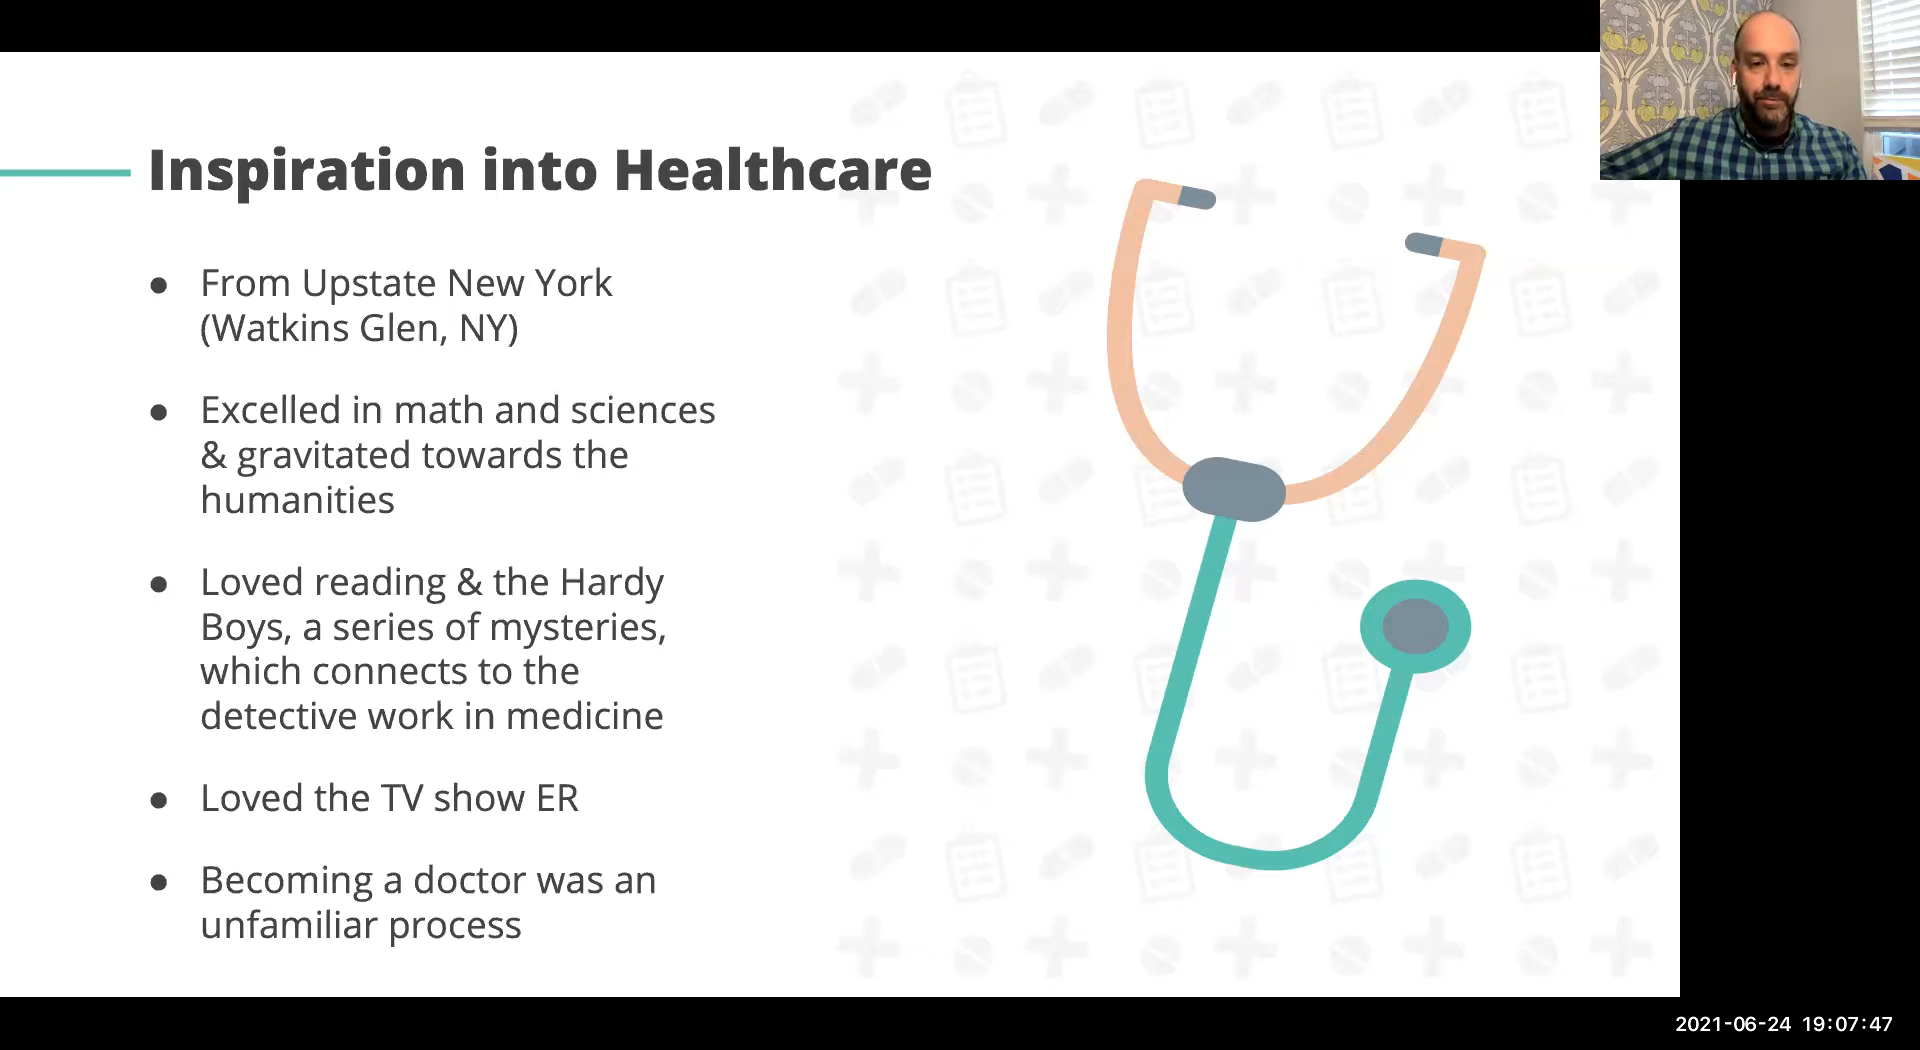 Inspiration into Healthcare
● From Upstate New York
(Watkins Glen, NY)
● Excelled in math and sciences
& gravitated towards the
humanities
● Loved reading & the Hardy
Boys, a series of mysteries,
which connects to the
detective work in medicine
● Loved the TV show ER
● Becoming a doctor was an
unfamiliar process
2021-06-24 19:07:47